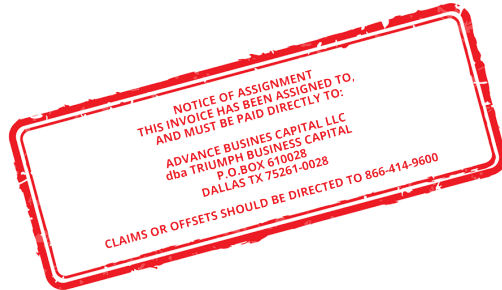 NOTICE OF ASSIGNMENT
THIS INVOICE HAS BEEN ASSIGNED TO,
AND MUST BE PAID DIRECTLY TO:
ADVANCE BUSINES CAPITAL LLC
dba TRIUMPH BUSINESS CAPITAL
P.O.BOX 610028
DALLAS TX 75261-0028
CLAIMS OR OFFSETS SHOULD BE DIRECTED TO 866-414-9600